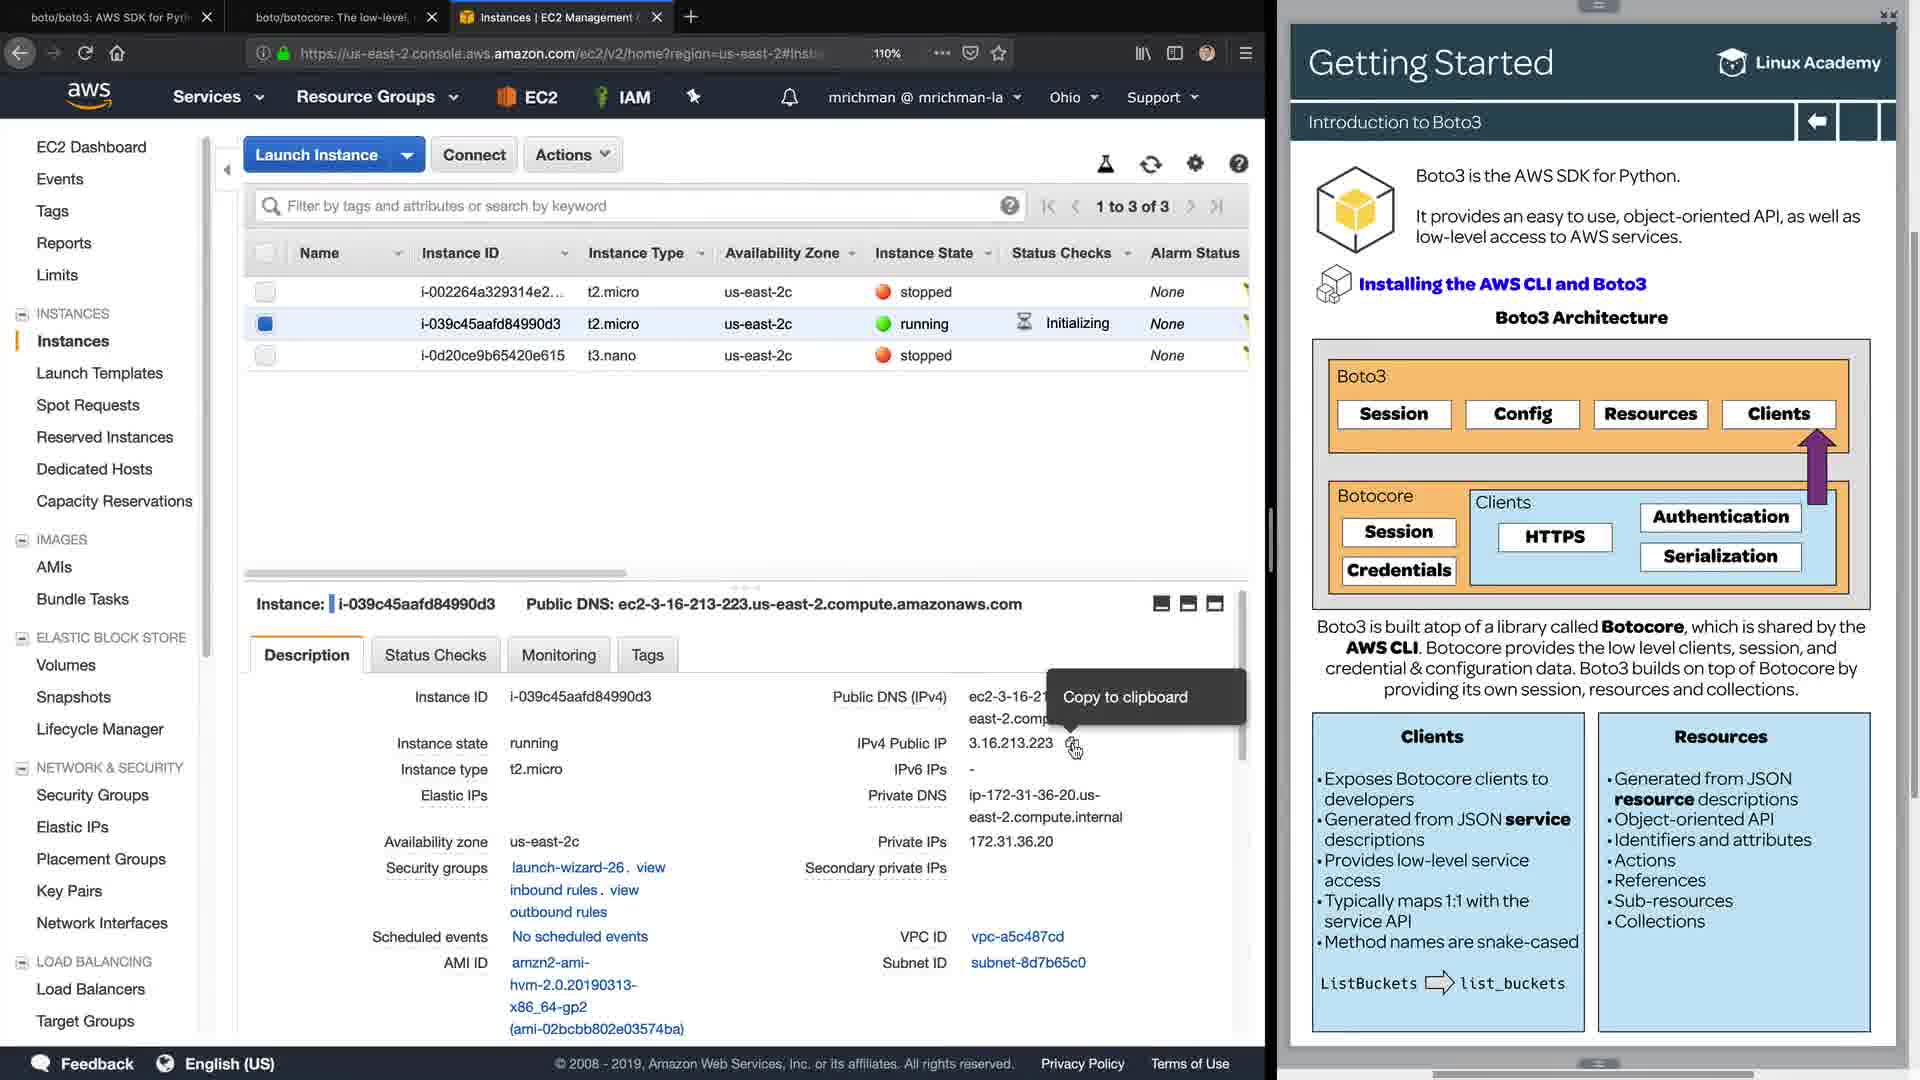 boto/boto3: AWS SDK for Pyth
boto/botocore: The low-level,
Instances | EC2 Management
https://us-east-2.console.aws.amazon.com/ec2/v2/home?region=us-east-2#Inst
110%
aws
Services
Resource Groups
EC2
IAM
mrichman @ mrichman-la
Ohio
Support
EC2 Dashboard
Events
Tags
Reports
Limits
INSTANCES
Instances
Launch Templates
Spot Requests
Reserved Instances
Dedicated Hosts
Capacity Reservations
IMAGES
AMIs
Bundle Tasks
ELASTIC BLOCK STORE
Volumes
Snapshots
Lifecycle Manager
NETWORK & SECURITY
Security Groups
Elastic IPs
Placement Groups
Key Pairs
Network Interfaces
LOAD BALANCING
Load Balancers
Target Groups
Launch Instance
Connect
Actions
Filter by tags and attributes or search by keyword
1 to 3 of 3
Name Instance ID Instance Type Availability Zone Instance State Status Checks Alarm Status
i-002264a329314e2... t2.micro us-east-2c stopped None
i-039c45aafd84990d3 t2.micro us-east-2c running Initializing None
i-0d20ce9b65420e615 t3.nano us-east-2c stopped None
Instance: i-039c45aafd84990d3 Public DNS: ec2-3-16-213-223.us-east-2.compute.amazonaws.com
Description
Status Checks
Monitoring
Tags
Copy to clipboard
Instance ID i-039c45aafd84990d3
Instance state running
Instance type t2.micro
Elastic IPs
Availability zone us-east-2c
Security groups launch-wizard-26. view
inbound rules. view
outbound rules
Scheduled events No scheduled events
AMI ID amzn2-ami-
hvm-2.0.20190313-
x86_64-gp2
(ami-02bcbb802e03574ba)
Public DNS (IPv4) ec2-3-16-21
east-2.comp
IPv4 Public IP 3.16.213.223
IPv6 IPs -
Private DNS ip-172-31-36-20.us-
east-2.compute.internal
Private IPs 172.31.36.20
Secondary private IPs
VPC ID vpc-a5c487cd
Subnet ID subnet-8d7b65c0
Feedback
English (US)
© 2008 - 2019, Amazon Web Services, Inc. or its affiliates. All rights reserved.
Privacy Policy
Terms of Use
Getting Started
Linux Academy
Introduction to Boto3
Boto3 is the AWS SDK for Python.
It provides an easy to use, object-oriented API, as well as
low-level access to AWS services.
Installing the AWS CLI and Boto3
Boto3 Architecture
Boto3
Session
Config
Resources
Clients
Botocore
Session
Credentials
Clients
HTTPS
Authentication
Serialization
Boto3 is built atop of a library called Botocore, which is shared by the
AWS CLI. Botocore provides the low level clients, session, and
credential & configuration data. Boto3 builds on top of Botocore by
providing its own session, resources and collections.
Clients
• Exposes Botocore clients to
developers
• Generated from JSON service
descriptions
• Provides low-level service
access
• Typically maps 1:1 with the
service API
• Method names are snake-cased
ListBuckets list_buckets
Resources
• Generated from JSON
resource descriptions
• Object-oriented API
• Identifiers and attributes
• Actions
• References
• Sub-resources
• Collections